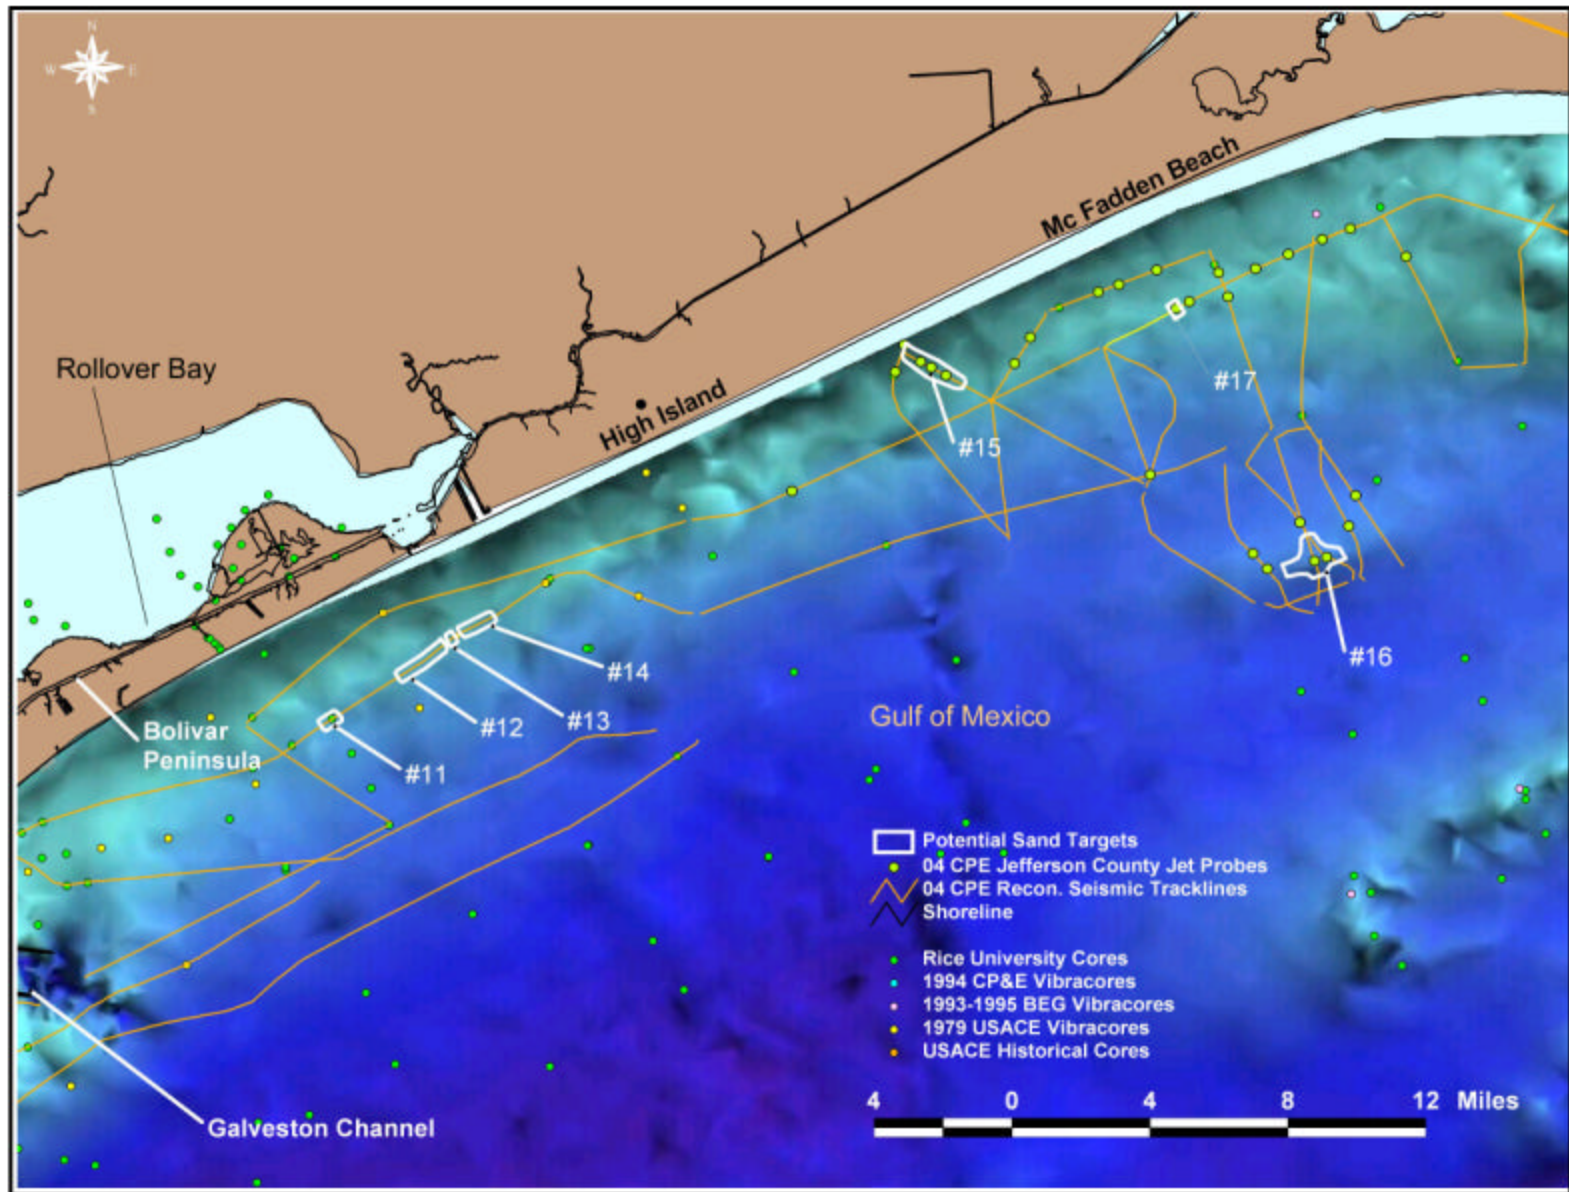 N
W E
S
Mc Fadden Beach
Rollover Bay
#17
High Island
#15
#16
#14
#13
#12
Gulf of Mexico
Bolivar
Peninsula
#11
Potential Sand Targets
04 CPE Jefferson County Jet Probes
04 CPE Recon. Seismic Tracklines
Shoreline
Rice University Cores
1994 CP&E Vibracores
1993-1995 BEG Vibracores
1979 USACE Vibracores
USACE Historical Cores
4 0 4 8 12 Miles
Galveston Channel